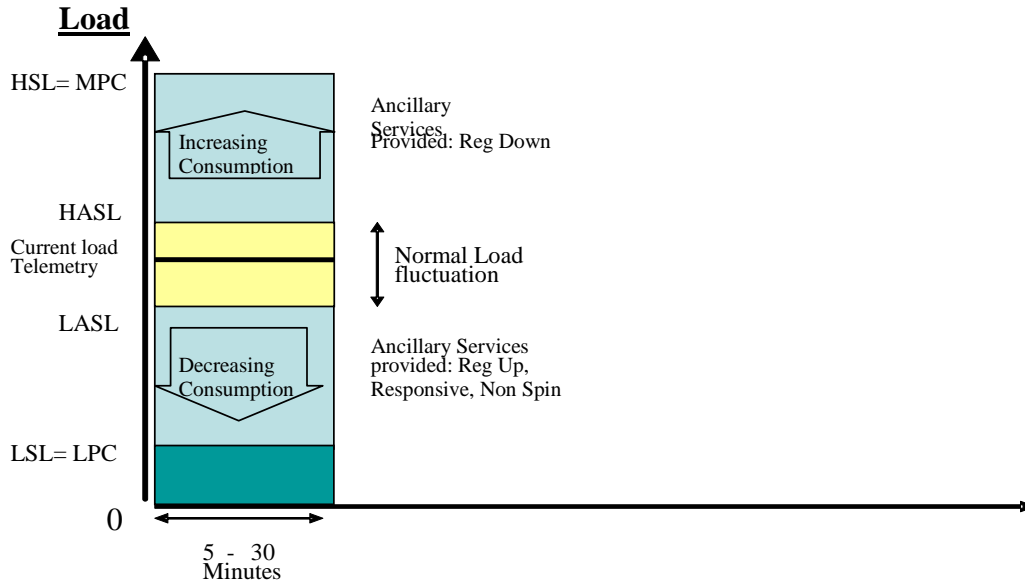 Load
HSL= MPC
Ancillary
Services
Provided: Reg Down
Increasing
Consumption
HASL
Current load
Telemetry
Normal Load
fluctuation
LASL
Ancillary Services
provided: Reg Up,
Responsive, Non Spin
Decreasing
Consumption
LSL= LPC
0
5 - 30
Minutes